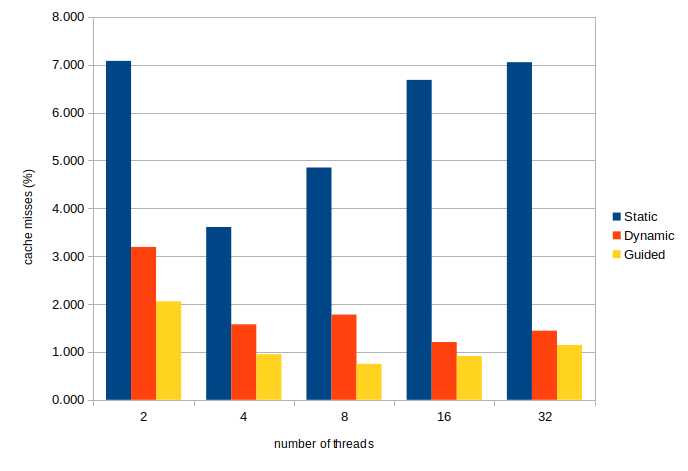 8.000
7.000
6.000
5.000
4.000
3.000
2.000
1.000
0.000
cache misses (%)
2 4 8 16 32
number of threads
Static
Dynamic
Guided